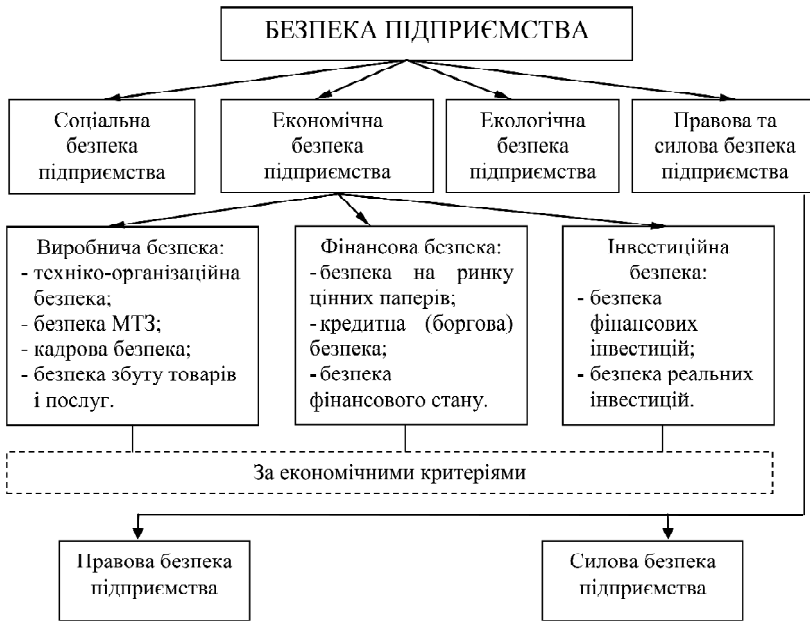 БЕЗПЕКА ПІДПРИЄМСТВА
Соціальна
безпека
підприємства
Економічна
безпека
підприємства
Екологічна
безпека
підприємства
Правова та
силова безпека
підприємства
Виробнича безпека:
- техніко-організаційна
безпека;
- безпека МТЗ;
- кадрова безпека;
- безпека збуту товарів
і послуг.
Фінансова безпека:
- безпека на ринку
цінних паперів;
- кредитна (боргова)
безпека;
- безпека
фінансового стану.
Інвестиційна
безпека:
- безпека
фінансових
інвестицій;
- безпека реальних
інвестицій.
За економічними критеріями
Правова безпека
підприємства
Силова безпека
підприємства